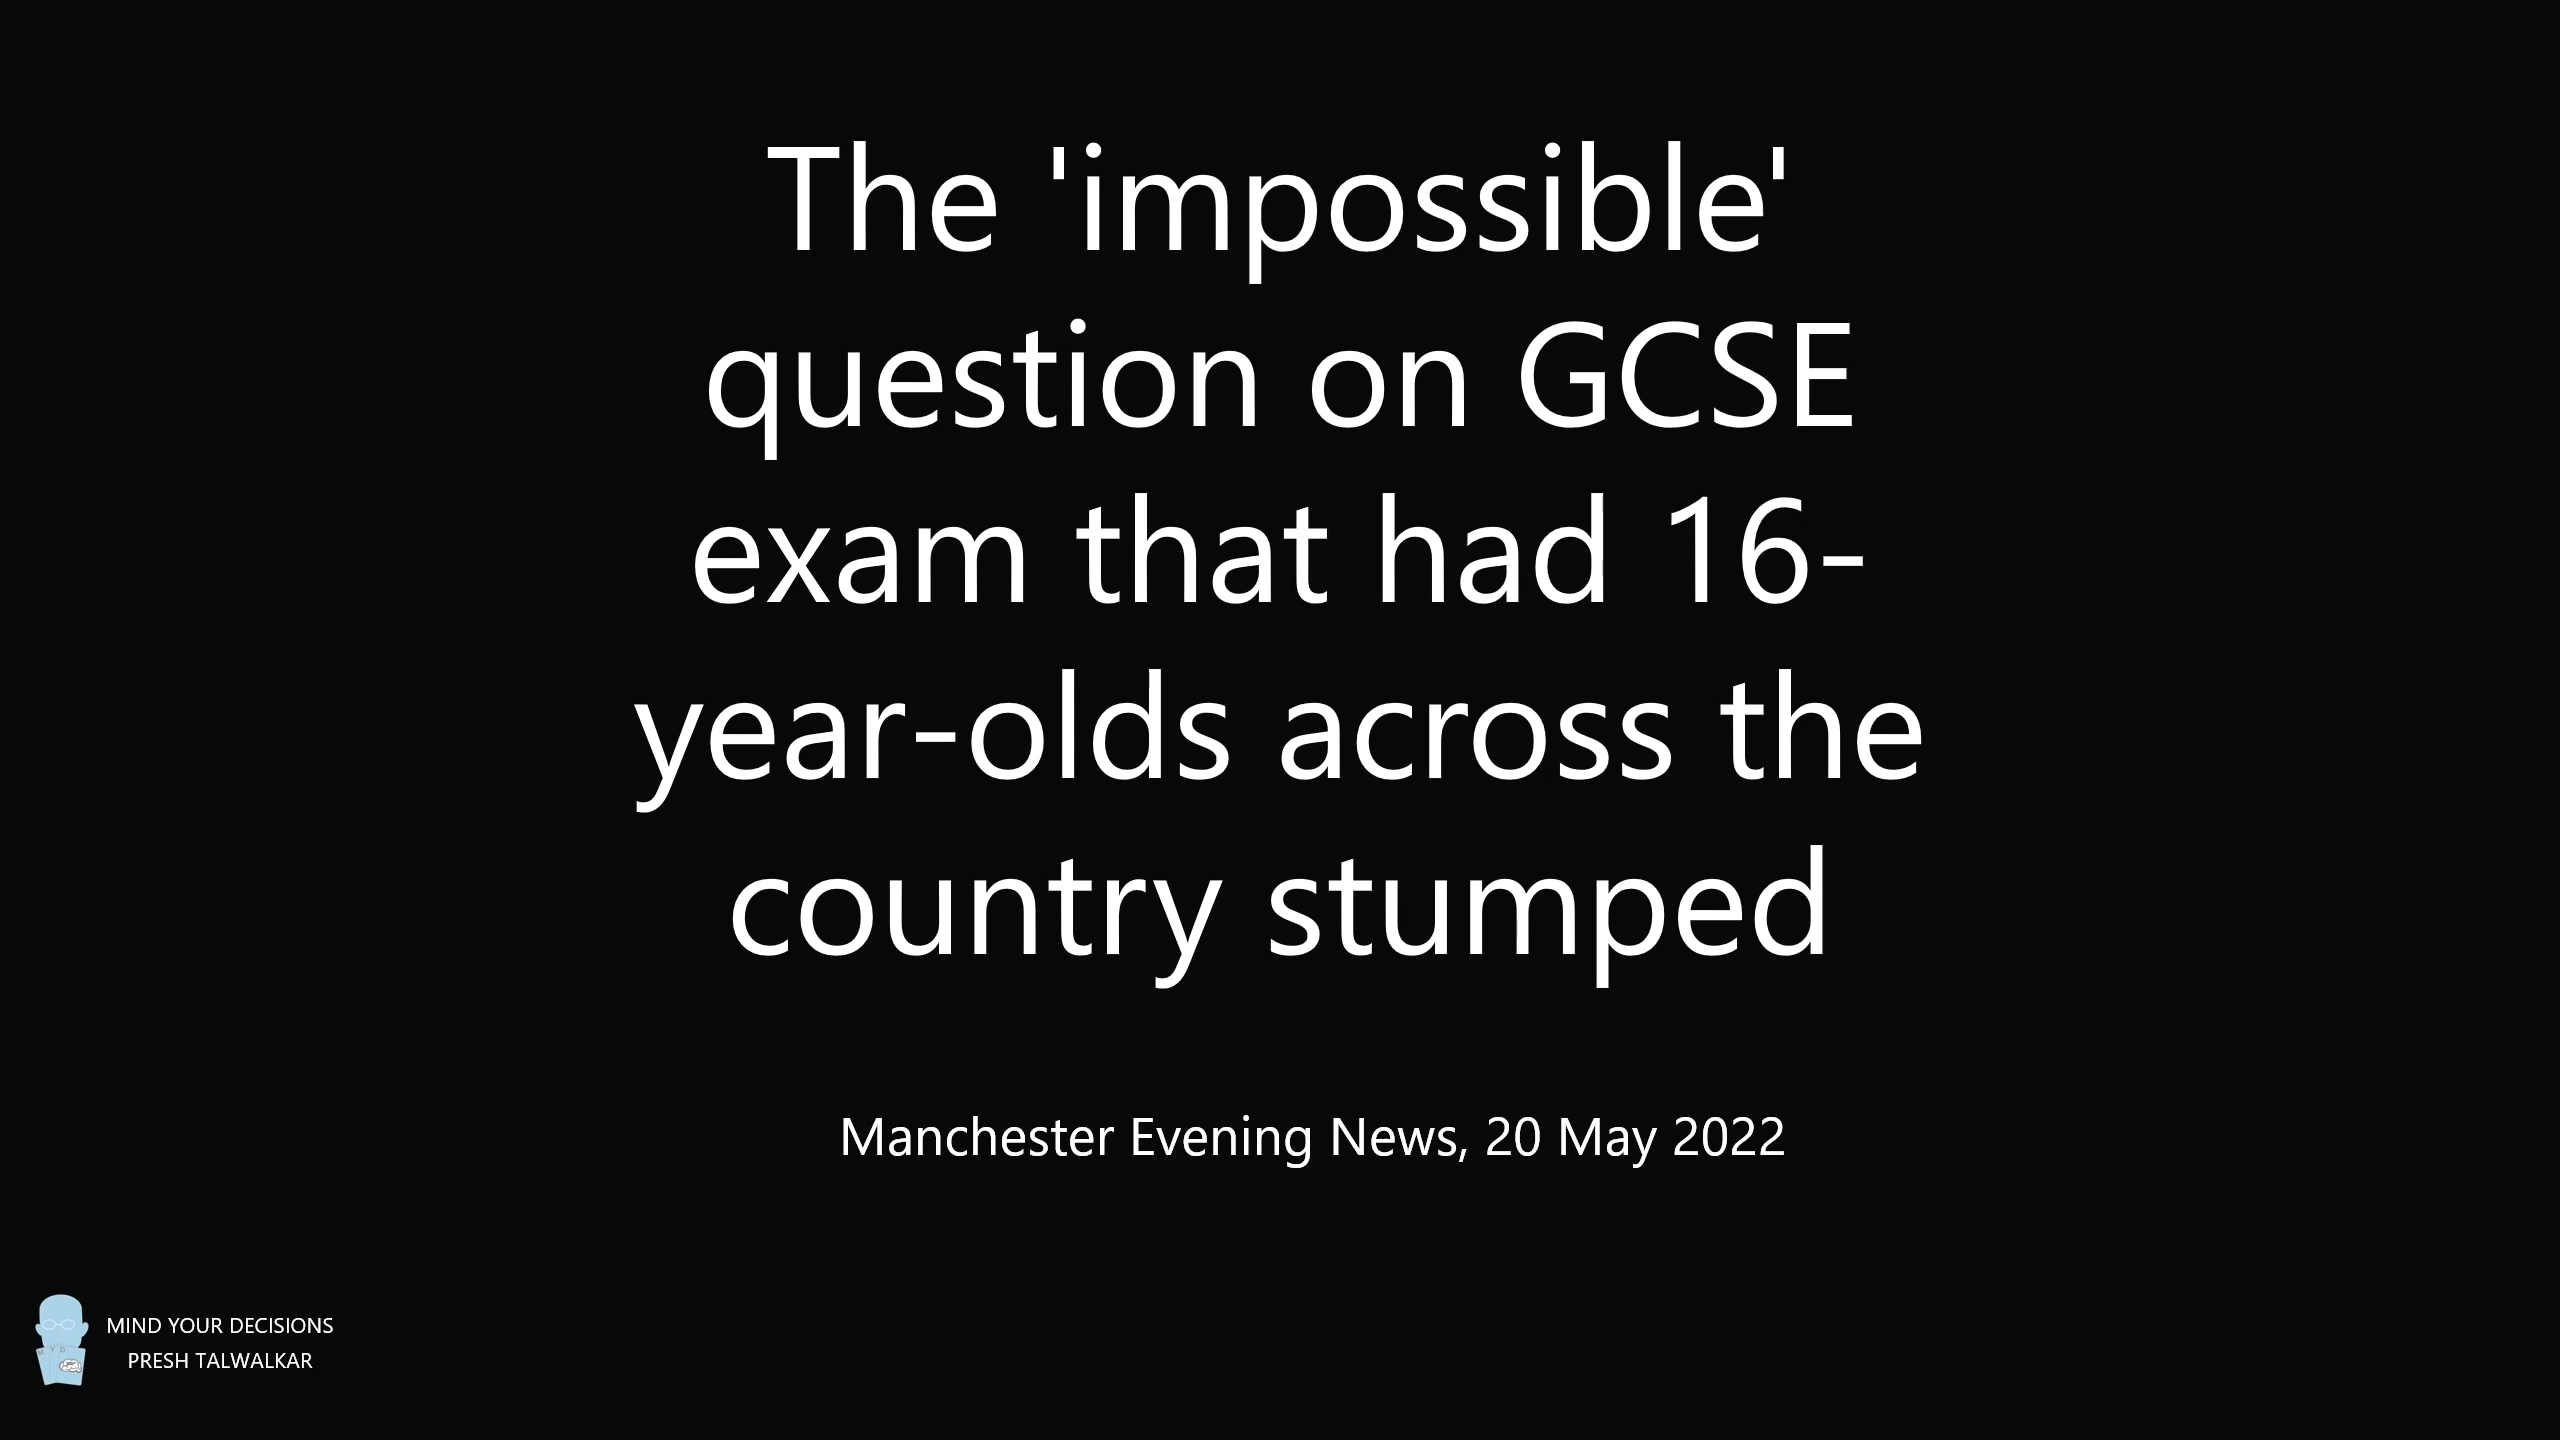 The 'impossible'
question on GCSE
exam that had 16-
year-olds across the
country stumped
Manchester Evening News, 20 May 2022
MIND YOUR DECISIONS
PRESH TALWALKAR